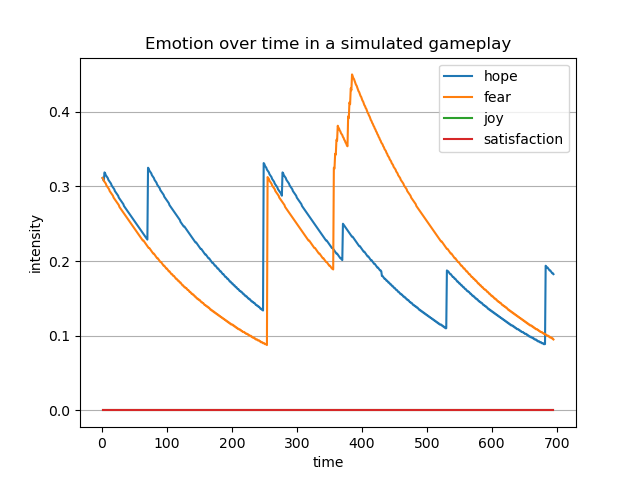 Emotion over time in a simulated gameplay
hope
fear
joy
satisfaction
intensity
0.4
0.3
0.2
0.1
0.0
0 100 200 300 400 500 600 700
time